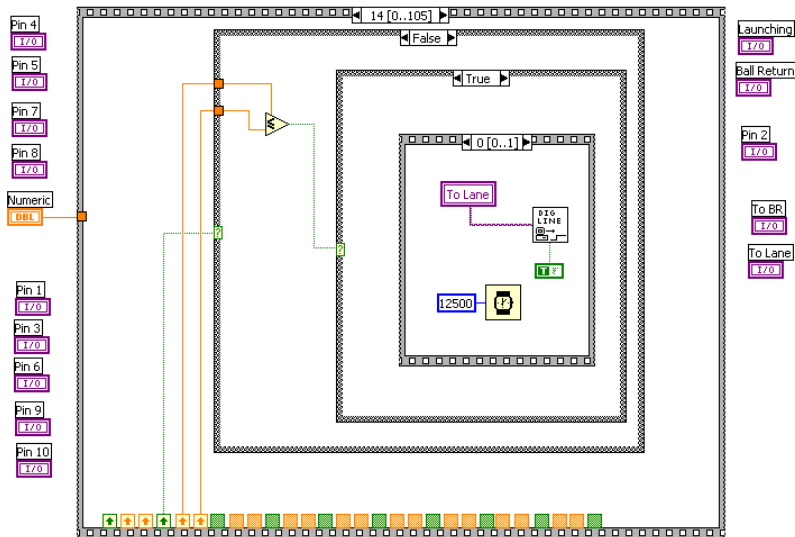 Pin 4
I/O
Pin 5
I/O
Pin 7
I/O
Pin 8
I/O
Numeric
DBL
Pin 1
I/O
Pin 3
I/O
Pin 6
I/O
Pin 9
I/O
Pin 10
I/O
14 [0..105]
False
?
≤
True
?
0 [0..1]
To Lane
DIG
LINE
T F
12500
Launching
I/O
Ball Return
I/O
Pin 2
I/O
To BR
I/O
To Lane
I/O